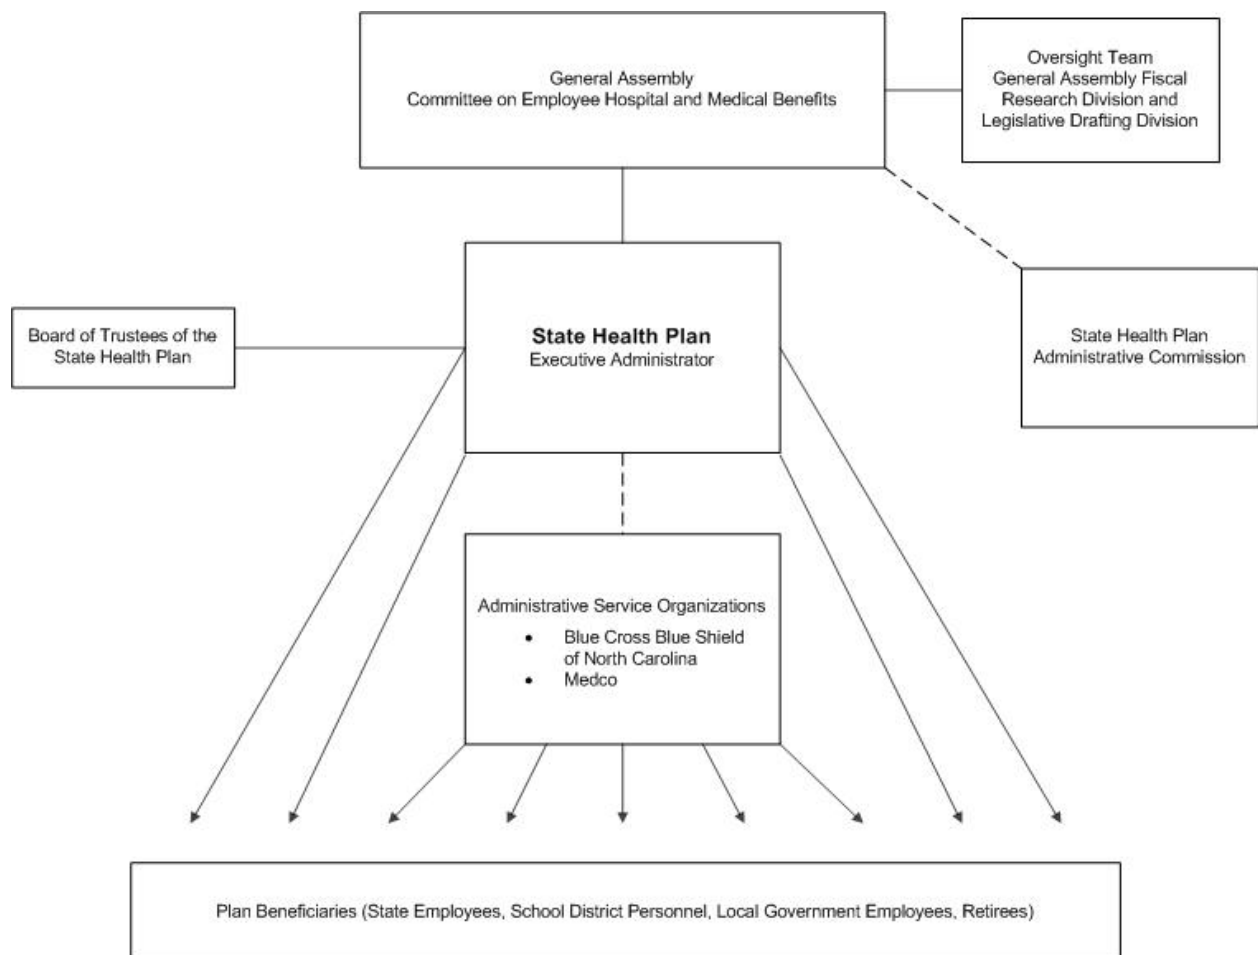 General Assembly
Committee on Employee Hospital and Medical Benefits
Oversight Team
General Assembly Fiscal
Research Division and
Legislative Drafting Division
Board of Trustees of the
State Health Plan
State Health Plan
Executive Administrator
State Health Plan
Administrative Commission
Administrative Service Organizations
• Blue Cross Blue Shield
of North Carolina
• Medco
Plan Beneficiaries (State Employees, School District Personnel, Local Government Employees, Retirees)